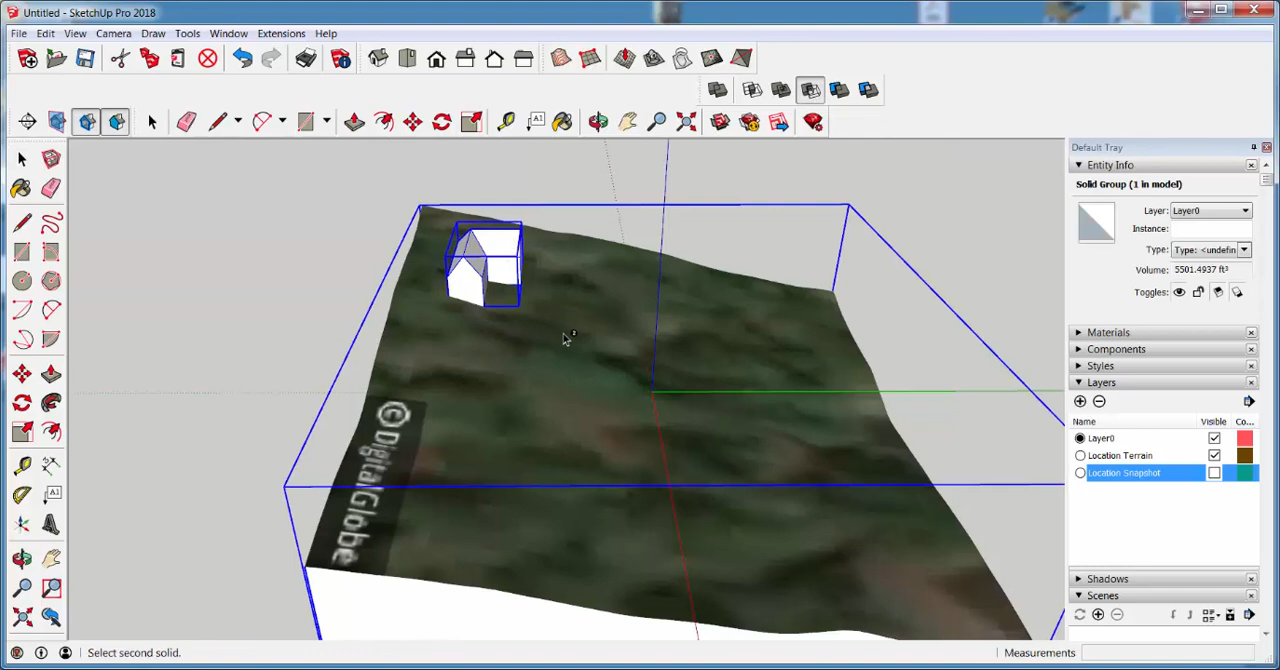 Untitled - SketchUp Pro 2018
File Edit View Camera Draw Tools Window Extensions Help
A1
Default Tray
Entity Info
Solid Group (1 in model)
Layer: Layer0
Instance:
Type: Type: <undefin
Volume: 5501.4937 ft³
Toggles:
Materials
Components
Styles
Layers
Name Visible Co...
Layer0
Location Terrain
Location Snapshot
Shadows
Scenes
A1
© DigitalGlobe
Select second solid.
Measurements